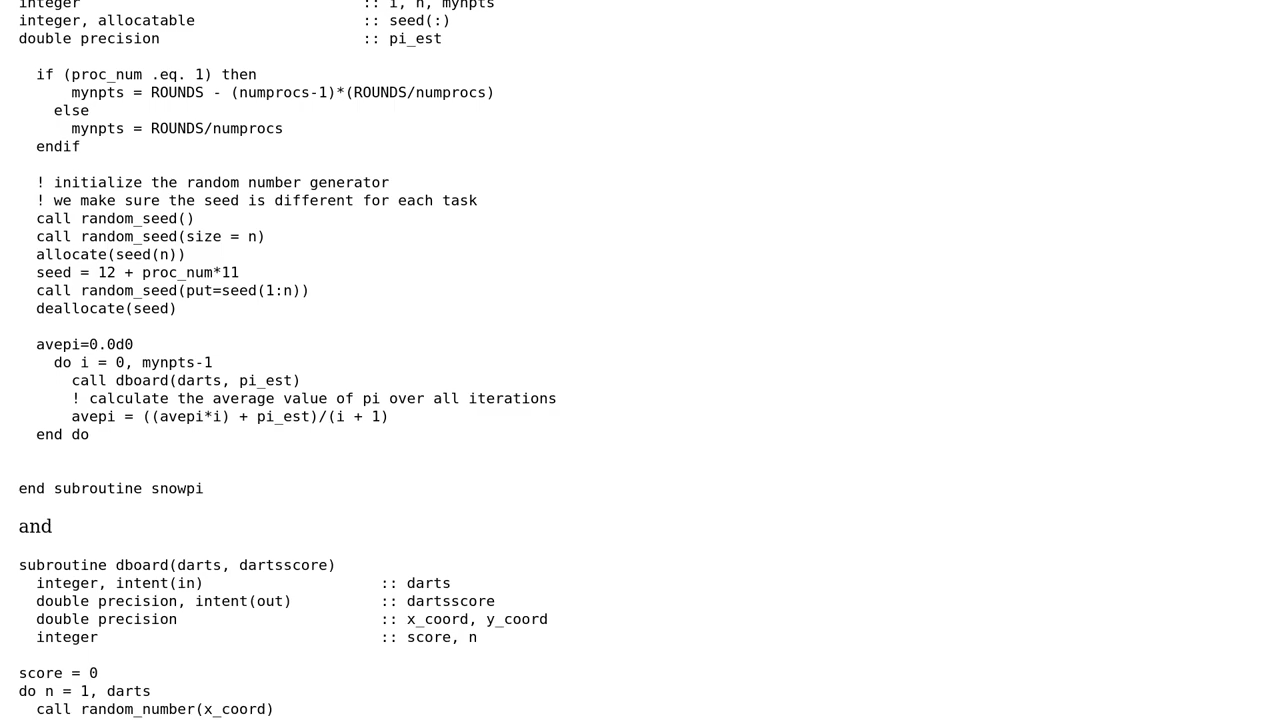 integer                                       :: i, n, mynpts
integer, allocatable                          :: seed(:)
double precision                              :: pi_est
if (proc_num .eq. 1) then
mynpts = ROUNDS - (numprocs-1)*(ROUNDS/numprocs)
else
mynpts = ROUNDS/numprocs
endif
! initialize the random number generator
! we make sure the seed is different for each task
call random_seed()
call random_seed(size = n)
allocate(seed(n))
seed = 12 + proc_num*11
call random_seed(put=seed(1:n))
deallocate(seed)
avepi=0.0d0
do i = 0, mynpts-1
call dboard(darts, pi_est)
! calculate the average value of pi over all iterations
avepi = ((avepi*i) + pi_est)/(i + 1)
end do
end subroutine snowpi
and
subroutine dboard(darts, dartsscore)
integer, intent(in)                    :: darts
double precision, intent(out)          :: dartsscore
double precision                       :: x_coord, y_coord
integer                                :: score, n
score = 0
do n = 1, darts
call random_number(x_coord)